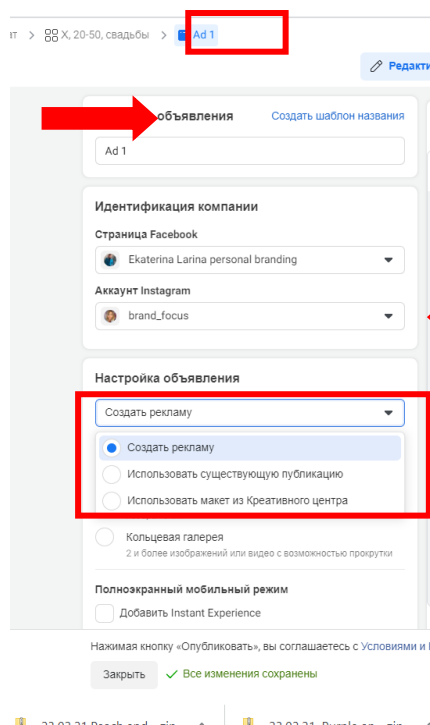 X, 20-50, свадьбы > Ad 1
объявления Создать шаблон названия
Ad 1
Идентификация компании
Страница Facebook
Ekaterina Larina personal branding
Аккаунт Instagram
brand_focus
Настройка объявления
Создать рекламу
Создать рекламу
Использовать существующую публикацию
Использовать макет из Креативного центра
Кольцевая галерея
2 и более изображений или видео с возможностью прокрутки
Полноэкранный мобильный режим
Добавить Instant Experience
Нажимая кнопку «Опубликовать», вы соглашаетесь с Условиями и
Закрыть Все изменения сохранены